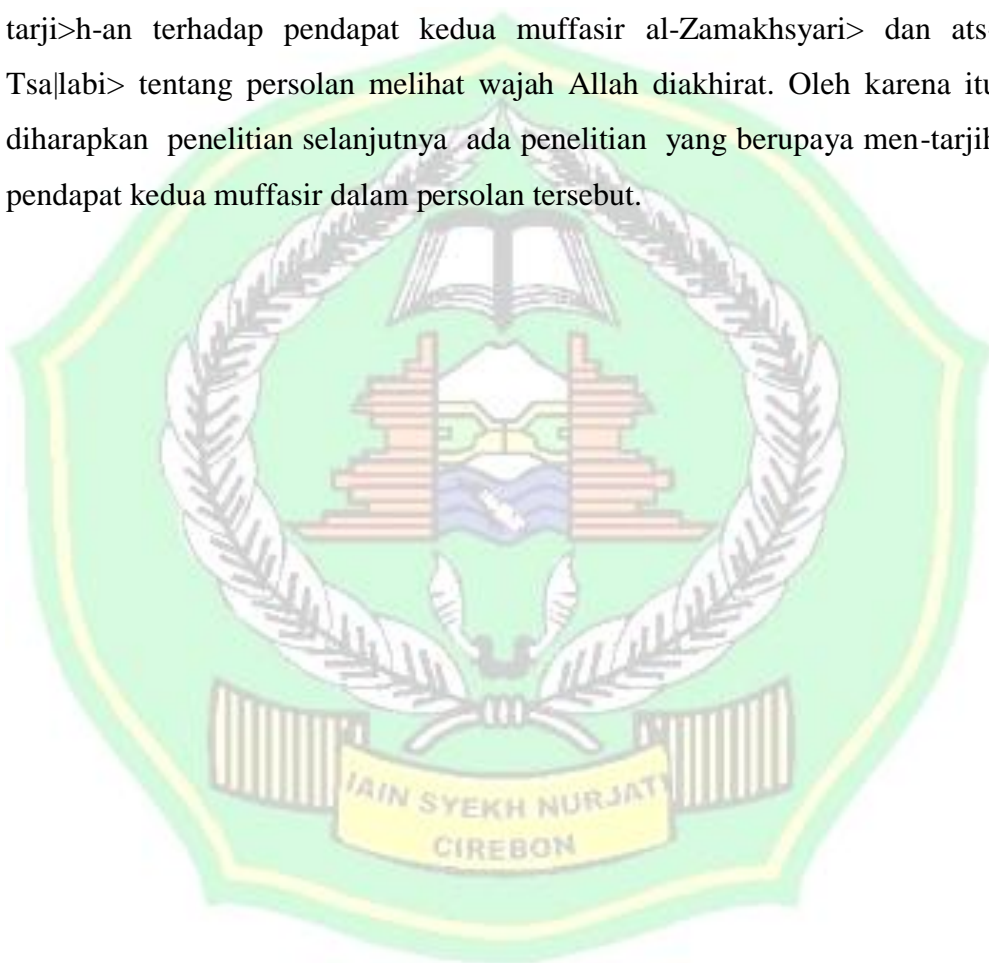 tarji>h-an terhadap pendapat kedua muffasir al-Zamakhsyari> dan ats-
Tsa|labi> tentang persolan melihat wajah Allah diakhirat. Oleh karena itu
diharapkan penelitian selanjutnya ada penelitian yang berupaya men-tarjih
pendapat kedua muffasir dalam persolan tersebut.
IAIN SYEKH NURJATI
CIREBON